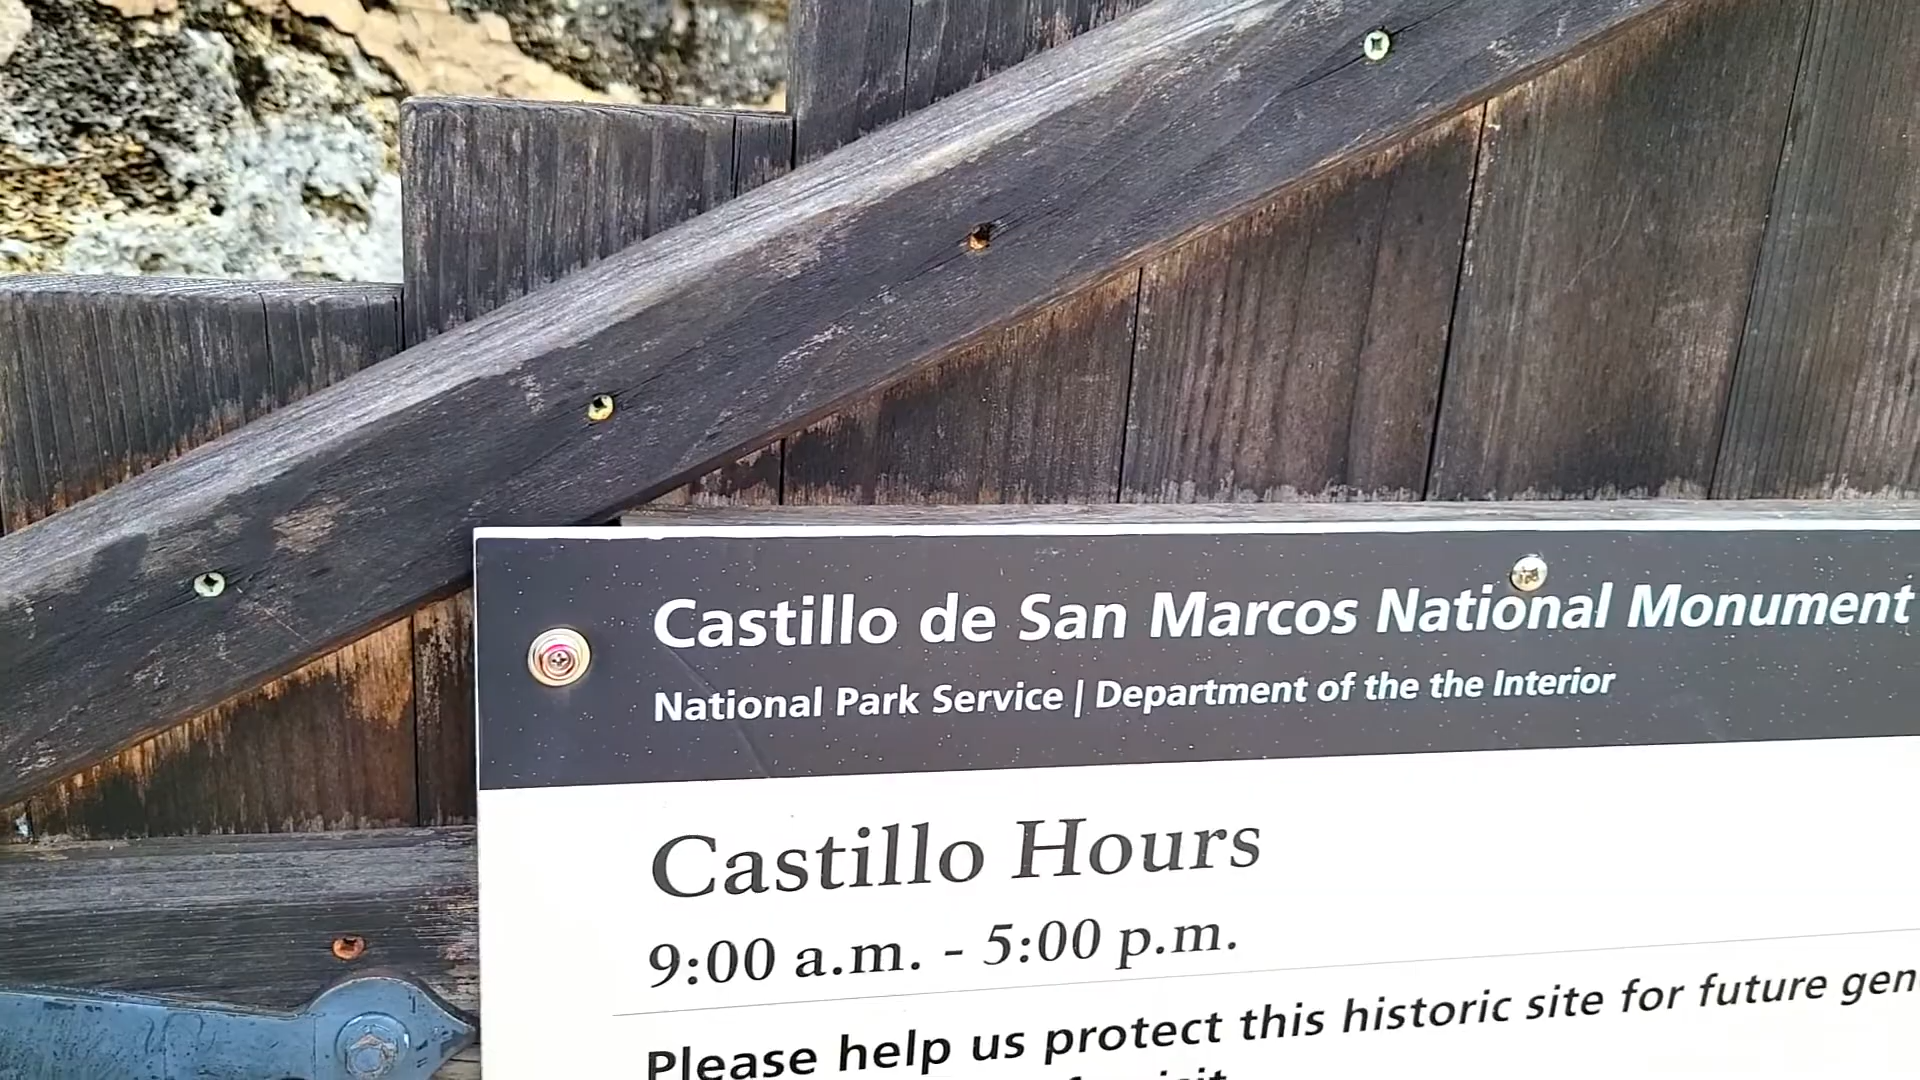 Castillo de San Marcos National Monument
National Park Service | Department of the the Interior
Castillo Hours
9:00 a.m. - 5:00 p.m.
Please help us protect this historic site for future gen